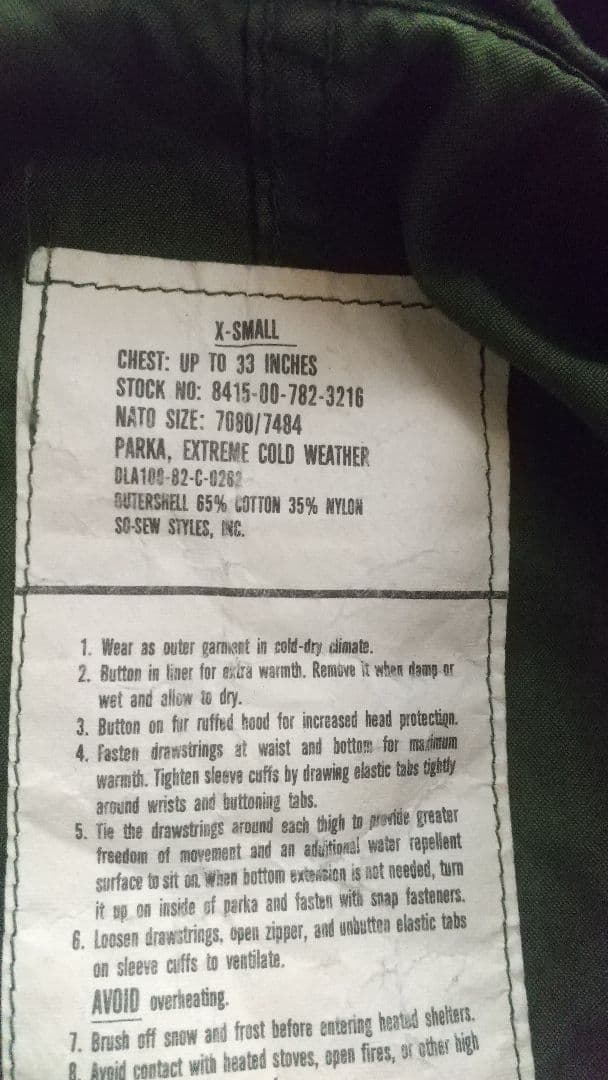 X-SMALL
CHEST: UP TO 33 INCHES
STOCK NO: 8415-00-782-3216
NATO SIZE: 7080/7484
PARKA, EXTREME COLD WEATHER
DLA100-82-C-0262
OUTERSHELL 65% COTTON 35% NYLON
SO-SEW STYLES, INC.
1. Wear as outer garment in cold-dry climate.
2. Button in liner for extra warmth. Remove it when damp or
wet and allow to dry.
3. Button on fur ruffed hood for increased head protection.
4. Fasten drawstrings at waist and bottom for maximum
warmth. Tighten sleeve cuffs by drawing elastic tabs tightly
around wrists and buttoning tabs.
5. Tie the drawstrings around each thigh to provide greater
freedom of movement and an additional water repellent
surface to sit on. When bottom extension is not needed, turn
it up on inside of parka and fasten with snap fasteners.
6. Loosen drawstrings, open zipper, and unbutton elastic tabs
on sleeve cuffs to ventilate.
AVOID overheating.
7. Brush off snow and frost before entering heated shelters.
8. Avoid contact with heated stoves, open fires, or other high